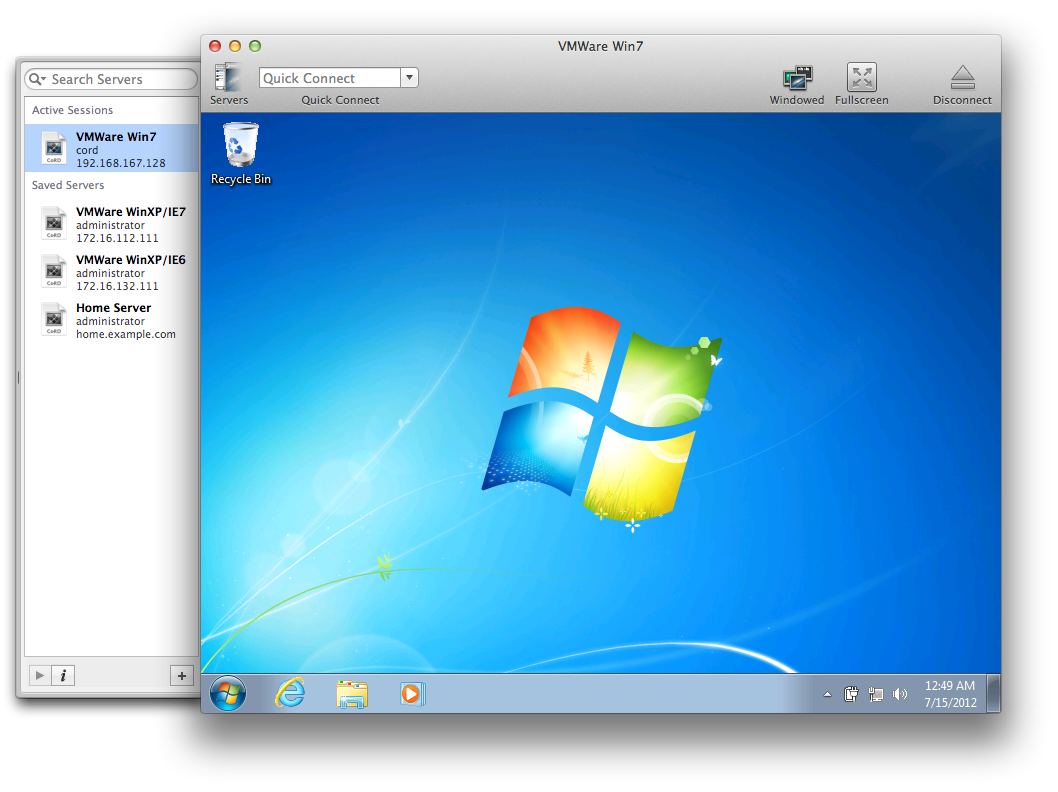 VMWare Win7
Search Servers
Active Sessions
VMWare Win7
cord
192.168.167.128
Saved Servers
VMWare WinXP/IE7
administrator
172.16.112.111
VMWare WinXP/IE6
administrator
172.16.132.111
Home Server
administrator
home.example.com
CoRD
CoRD
CoRD
CoRD
i
+
Servers
Quick Connect
Quick Connect
Windowed
Fullscreen
Disconnect
Recycle Bin
12:49 AM
7/15/2012